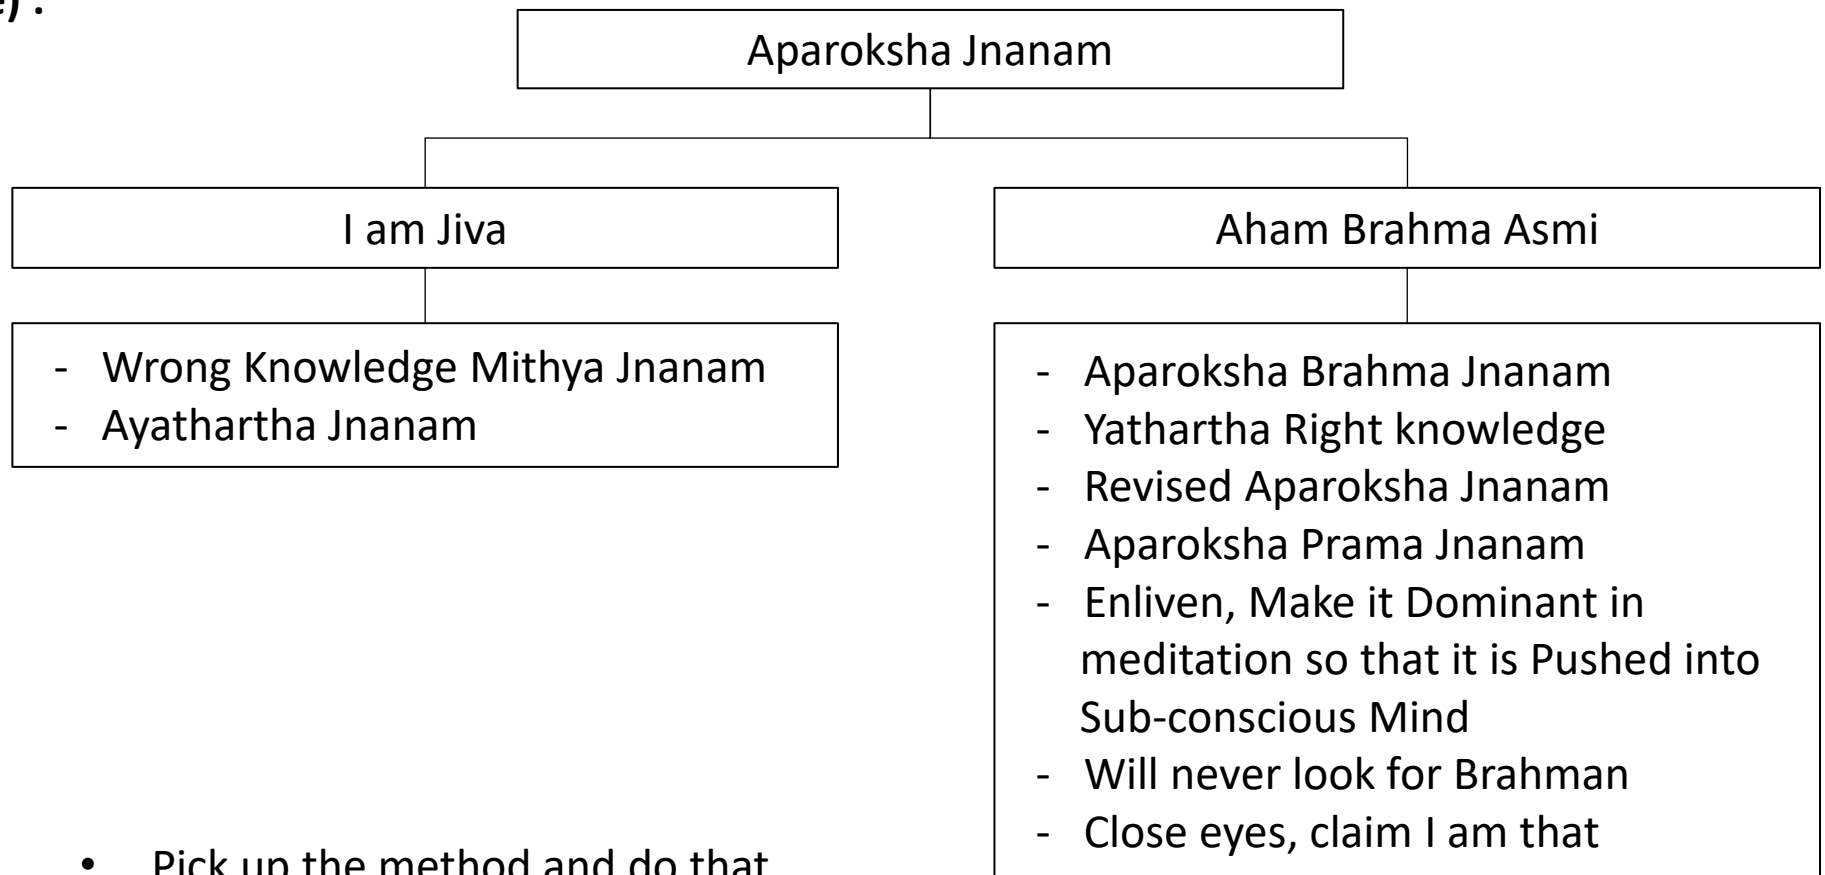 e) :
Aparoksha Jnanam
I am Jiva
Aham Brahma Asmi
- Wrong Knowledge Mithya Jnanam
- Ayathartha Jnanam
- Aparoksha Brahma Jnanam
- Yathartha Right knowledge
- Revised Aparoksha Jnanam
- Aparoksha Prama Jnanam
- Enliven, Make it Dominant in
meditation so that it is Pushed into
Sub-conscious Mind
- Will never look for Brahman
- Close eyes, claim I am that
• Pick up the method and do that